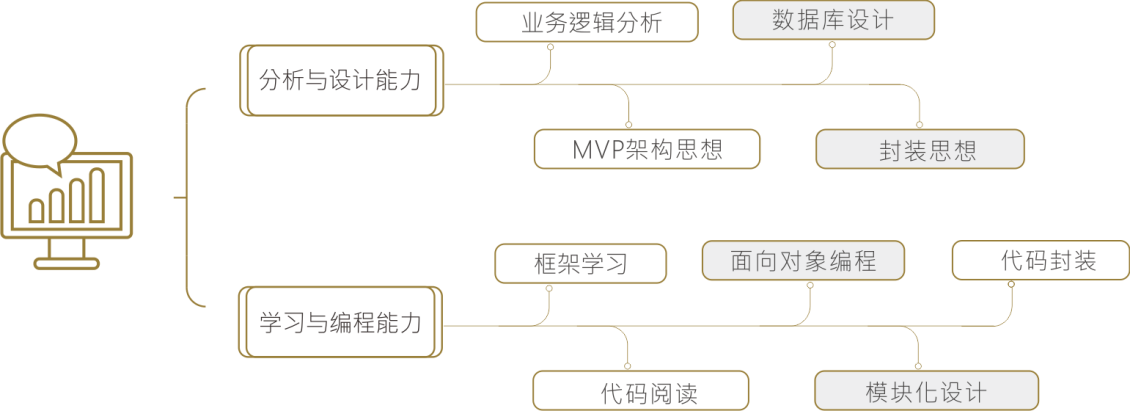 业务逻辑分析
数据库设计
分析与设计能力
MVP架构思想
封装思想
框架学习
面向对象编程
代码封装
学习与编程能力
代码阅读
模块化设计